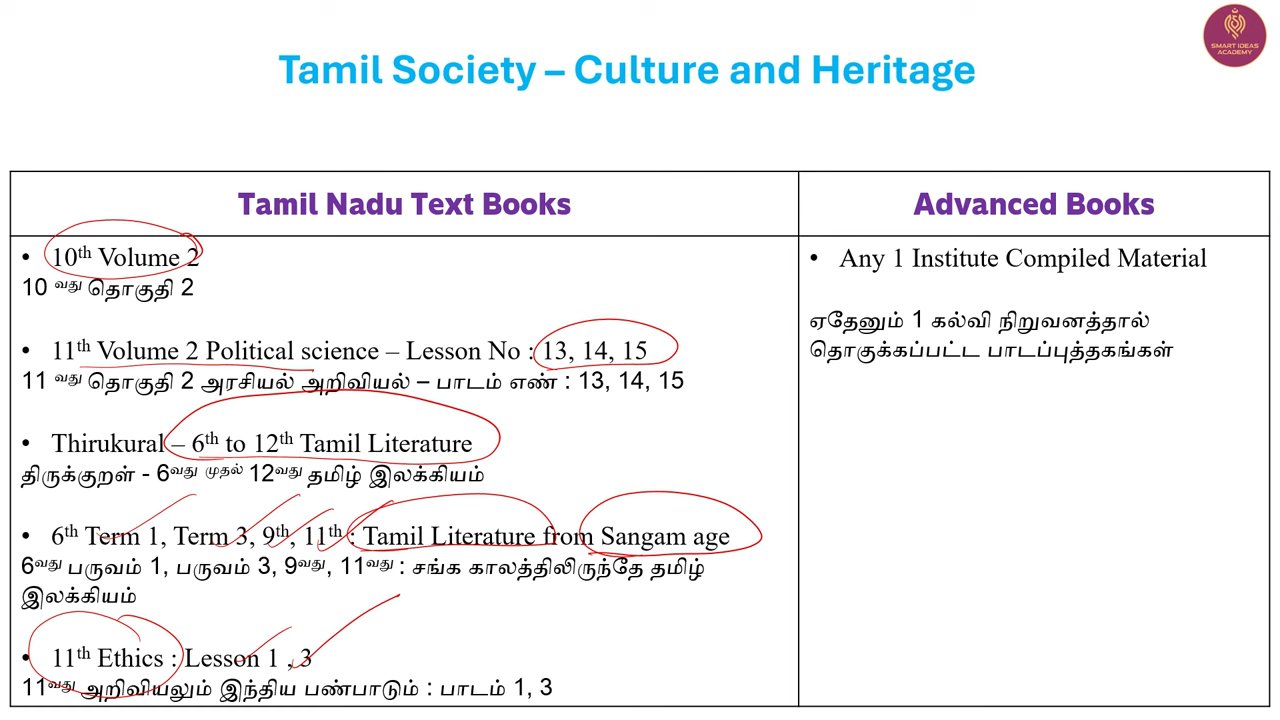 SMART IDEAS
ACADEMY
Tamil Society – Culture and Heritage
Tamil Nadu Text Books
• 10th Volume 2
10 வது தொகுதி 2
• 11th Volume 2 Political science – Lesson No : 13, 14, 15
11 வது தொகுதி 2 அரசியல் அறிவியல் – பாடம் எண் : 13, 14, 15
• Thirukural – 6th to 12th Tamil Literature
திருக்குறள் - 6வது முதல் 12வது தமிழ் இலக்கியம்
• 6th Term 1, Term 3, 9th, 11th : Tamil Literature from Sangam age
6வது பருவம் 1, பருவம் 3, 9வது, 11வது : சங்க காலத்திலிருந்தே தமிழ்
இலக்கியம்
• 11th Ethics : Lesson 1 , 3
11வது அறிவியலும் இந்திய பண்பாடும் : பாடம் 1, 3
Advanced Books
• Any 1 Institute Compiled Material
ஏதேனும் 1 கல்வி நிறுவனத்தால்
தொகுக்கப்பட்ட பாடப்புத்தகங்கள்